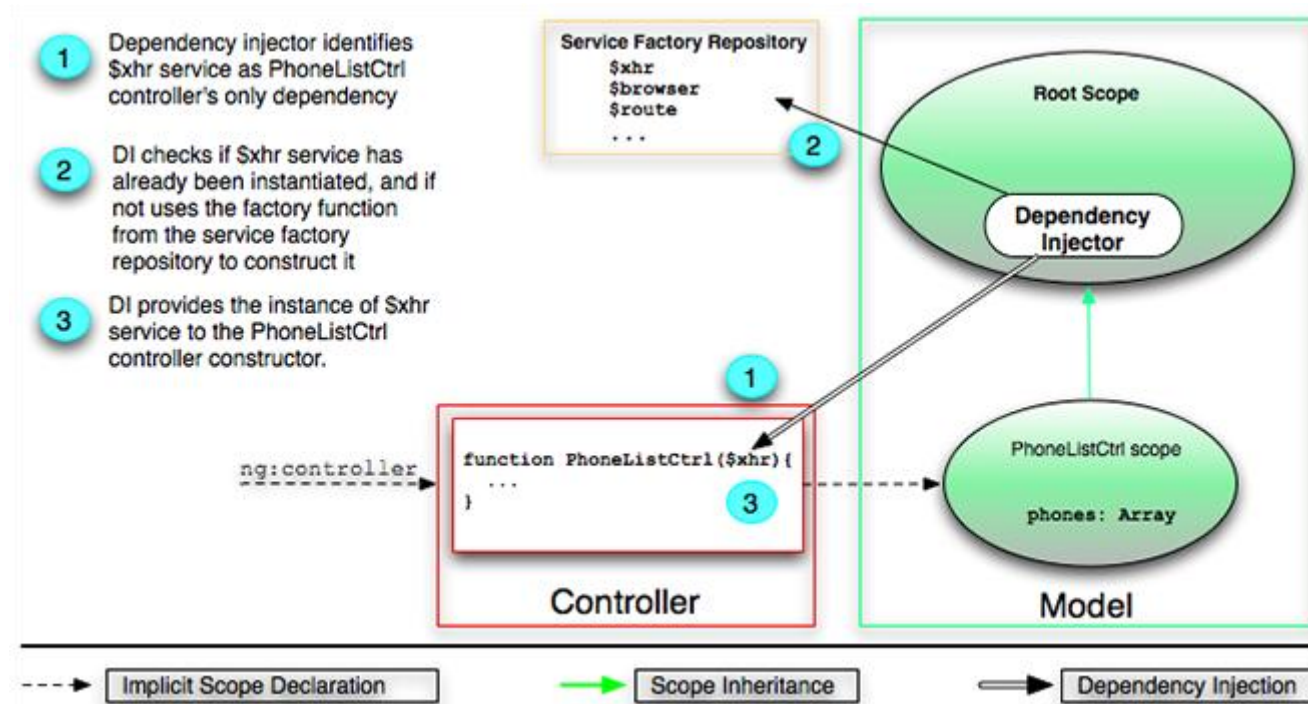 1
Dependency injector identifies
$xhr service as PhoneListCtrl
controller's only dependency
2
DI checks if $xhr service has
already been instantiated, and if
not uses the factory function
from the service factory
repository to construct it
3
DI provides the instance of $xhr
service to the PhoneListCtrl
controller constructor.
Service Factory Repository
$xhr
$browser
$route
...
2
Root Scope
Dependency
Injector
1
ng:controller
function PhoneListCtrl($xhr){
...
}
3
Controller
PhoneListCtrl scope
phones: Array
Model
Implicit Scope Declaration
Scope Inheritance
Dependency Injection